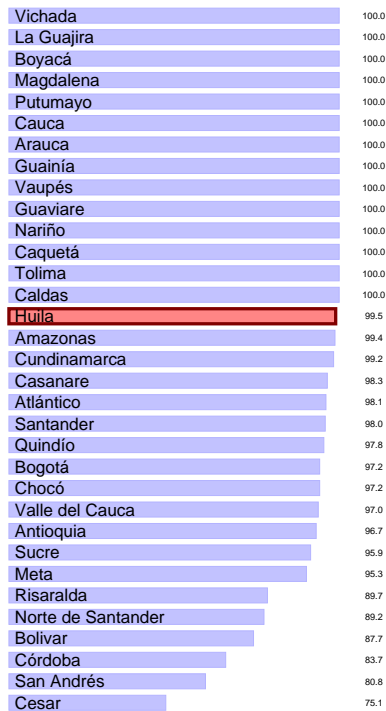 Vichada 100.0
La Guajira 100.0
Boyacá 100.0
Magdalena 100.0
Putumayo 100.0
Cauca 100.0
Arauca 100.0
Guainía 100.0
Vaupés 100.0
Guaviare 100.0
Nariño 100.0
Caquetá 100.0
Tolima 100.0
Caldas 100.0
Huila 99.5
Amazonas 99.4
Cundinamarca 99.2
Casanare 98.3
Atlántico 98.1
Santander 98.0
Quindío 97.8
Bogotá 97.2
Chocó 97.2
Valle del Cauca 97.0
Antioquia 96.7
Sucre 95.9
Meta 95.3
Risaralda 89.7
Norte de Santander 89.2
Bolivar 87.7
Córdoba 83.7
San Andrés 80.8
Cesar 75.1